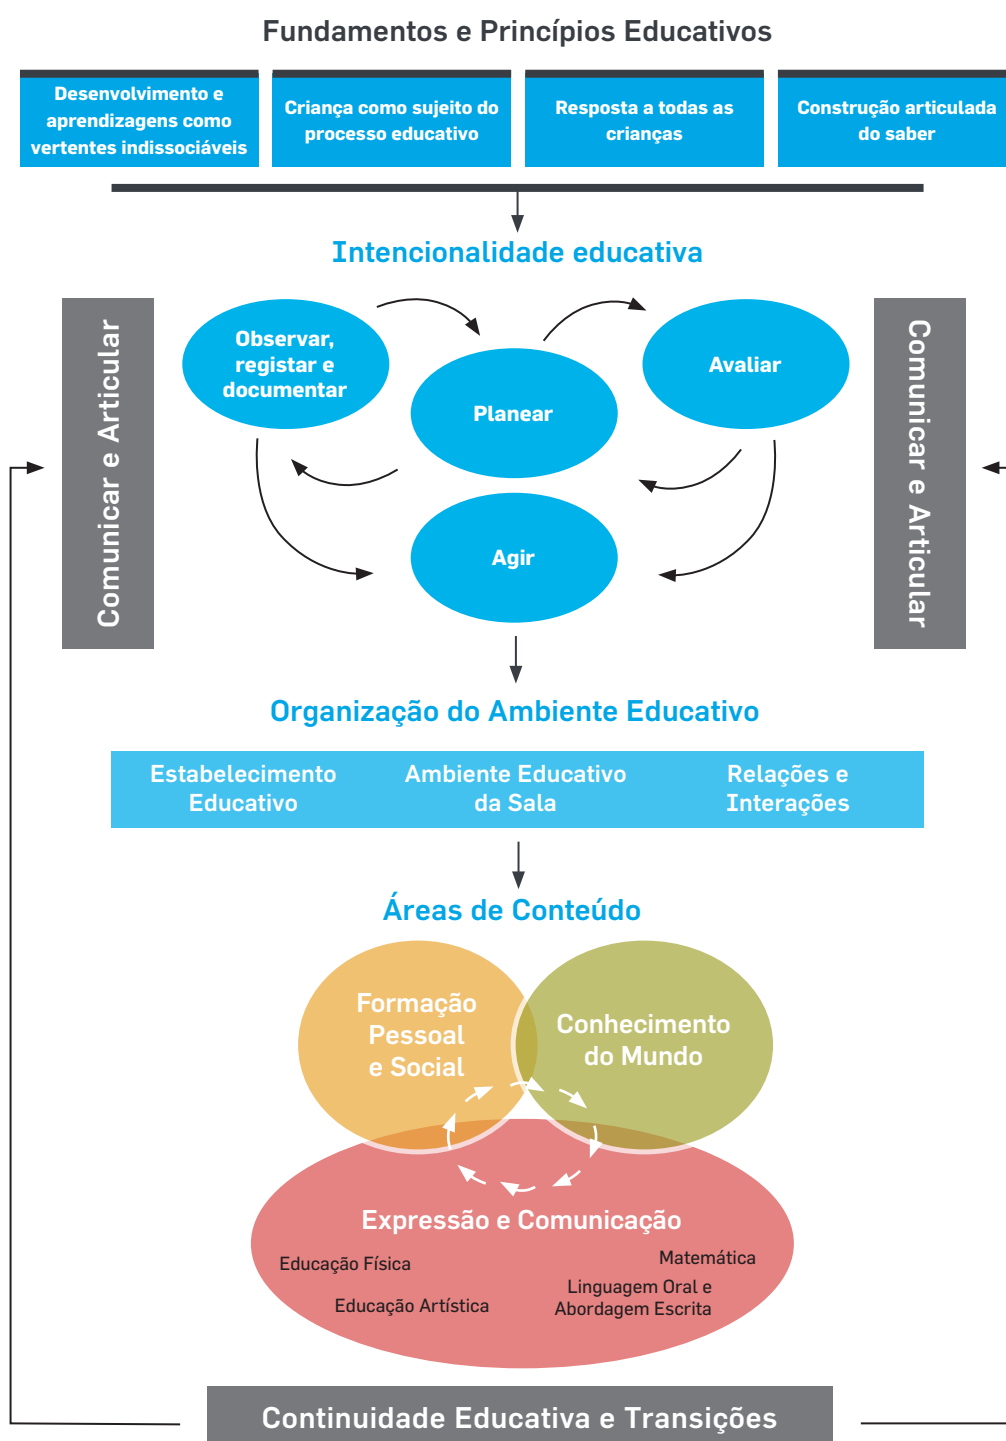 Fundamentos e Princípios Educativos
Desenvolvimento e
aprendizagens como
vertentes indissociáveis
Criança como sujeito do
processo educativo
Resposta a todas as
crianças
Construção articulada
do saber
Intencionalidade educativa
Comunicar e Articular
Observar,
registar e
documentar
Planear
Avaliar
Agir
Comunicar e Articular
Organização do Ambiente Educativo
Estabelecimento
Educativo
Ambiente Educativo
da Sala
Relações e
Interações
Áreas de Conteúdo
Formação
Pessoal
e Social
Conhecimento
do Mundo
Expressão e Comunicação
Educação Física
Matemática
Educação Artística
Linguagem Oral e
Abordagem Escrita
Continuidade Educativa e Transições